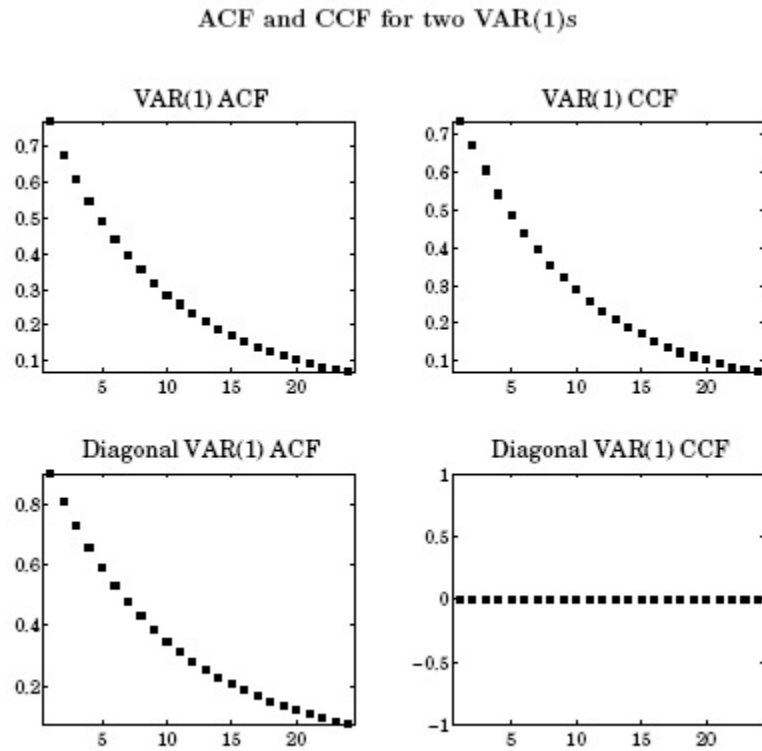 ACF and CCF for two VAR(1)s
VAR(1) ACF
0.7
0.6
0.5
0.4
0.3
0.2
0.1
5 10 15 20
VAR(1) CCF
0.7
0.6
0.5
0.4
0.3
0.2
0.1
5 10 15 20
Diagonal VAR(1) ACF
0.8
0.6
0.4
0.2
5 10 15 20
Diagonal VAR(1) CCF
1
0.5
0
−0.5
−1
5 10 15 20